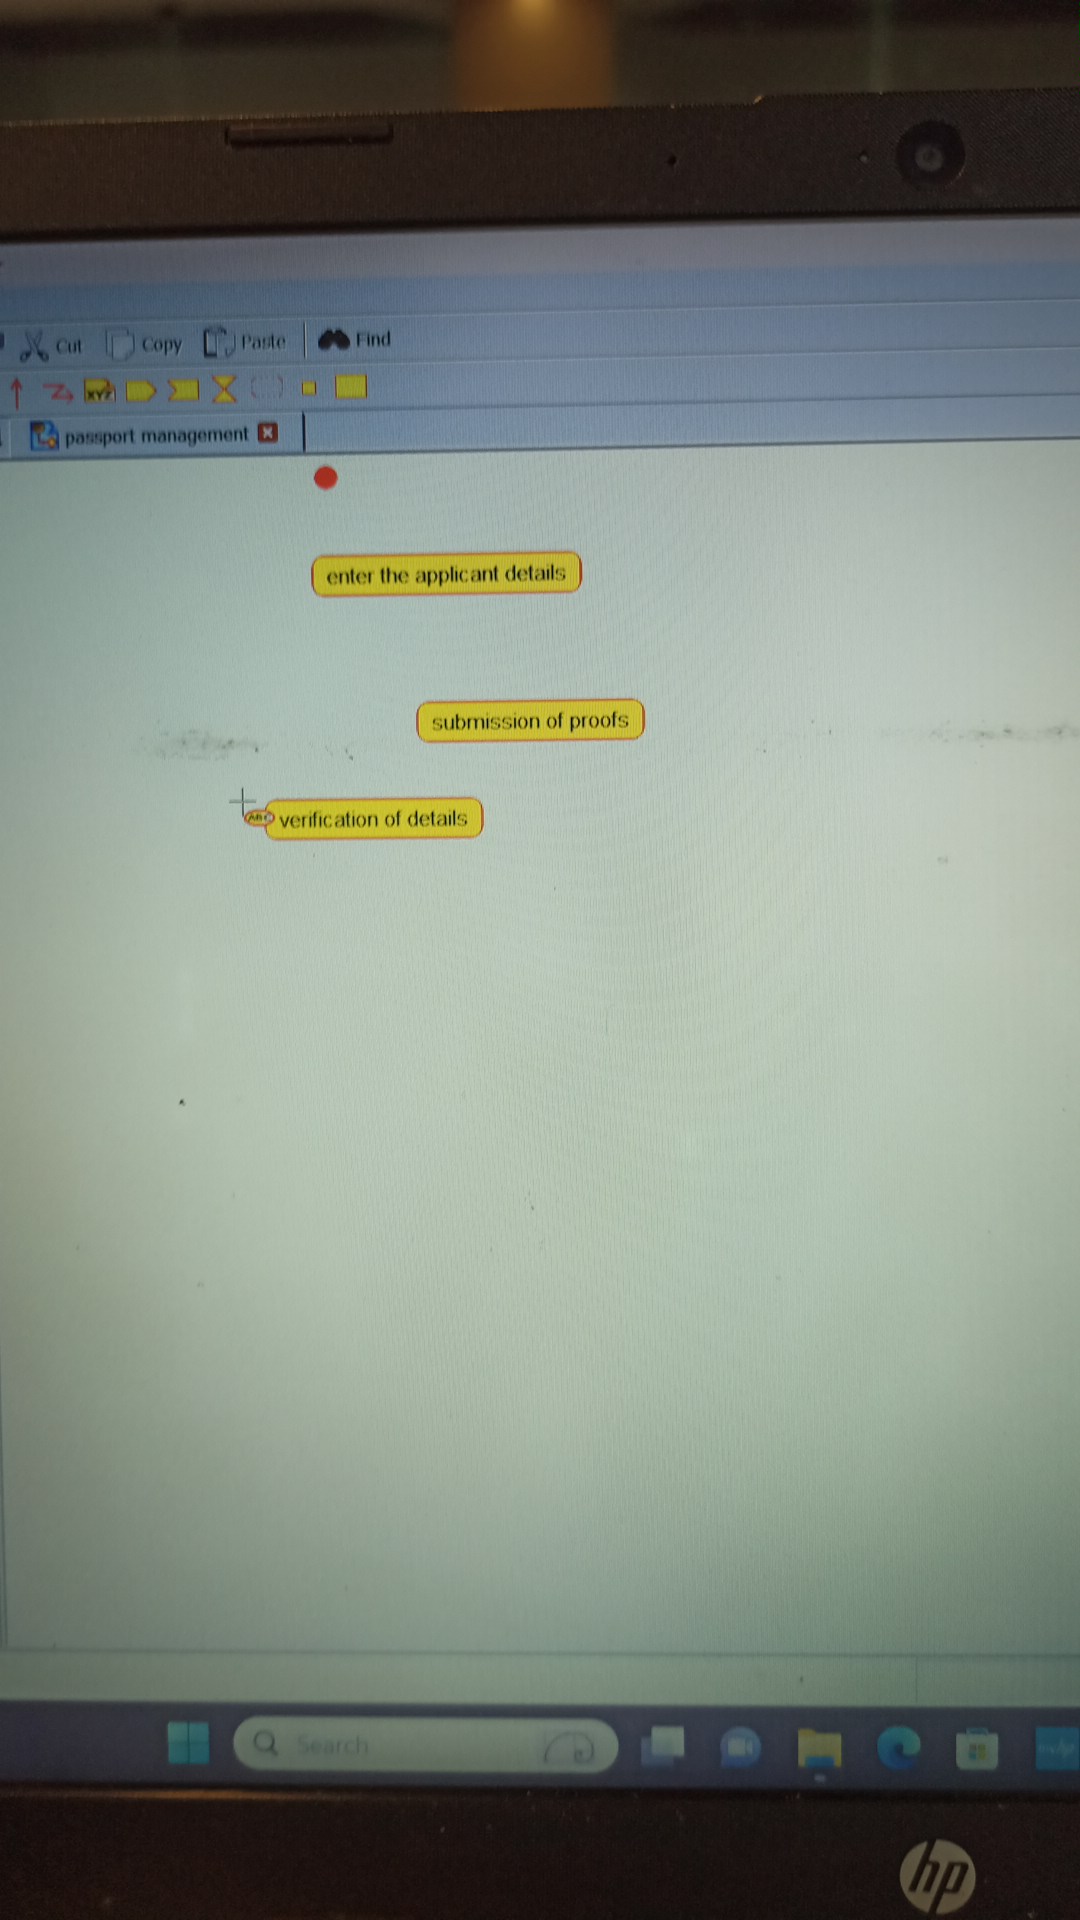 Cut Copy Paste Find
XYZ
passport management
enter the applicant details
submission of proofs
ABC verification of details
Search
hp